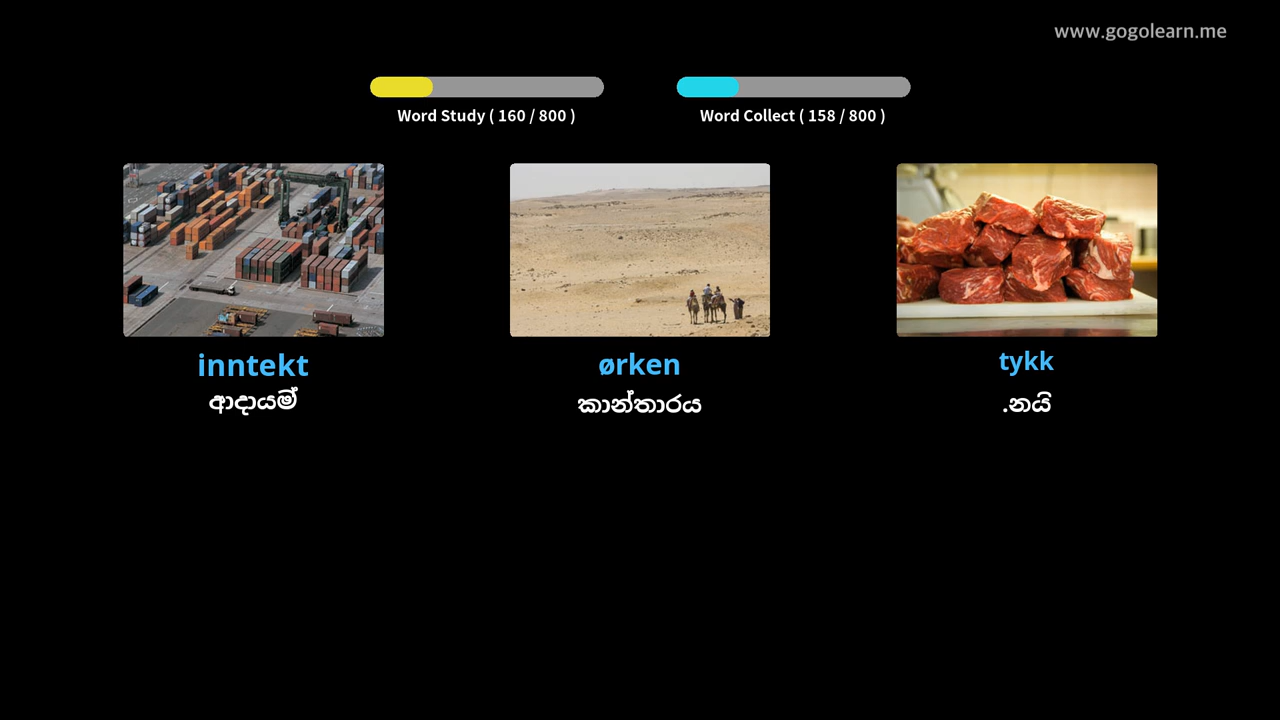 www.gogolearn.me
Word Study ( 160 / 800 )
Word Collect ( 158 / 800 )
inntekt
ආදායම්
ørken
කාන්තාරය
tykk
.නයි